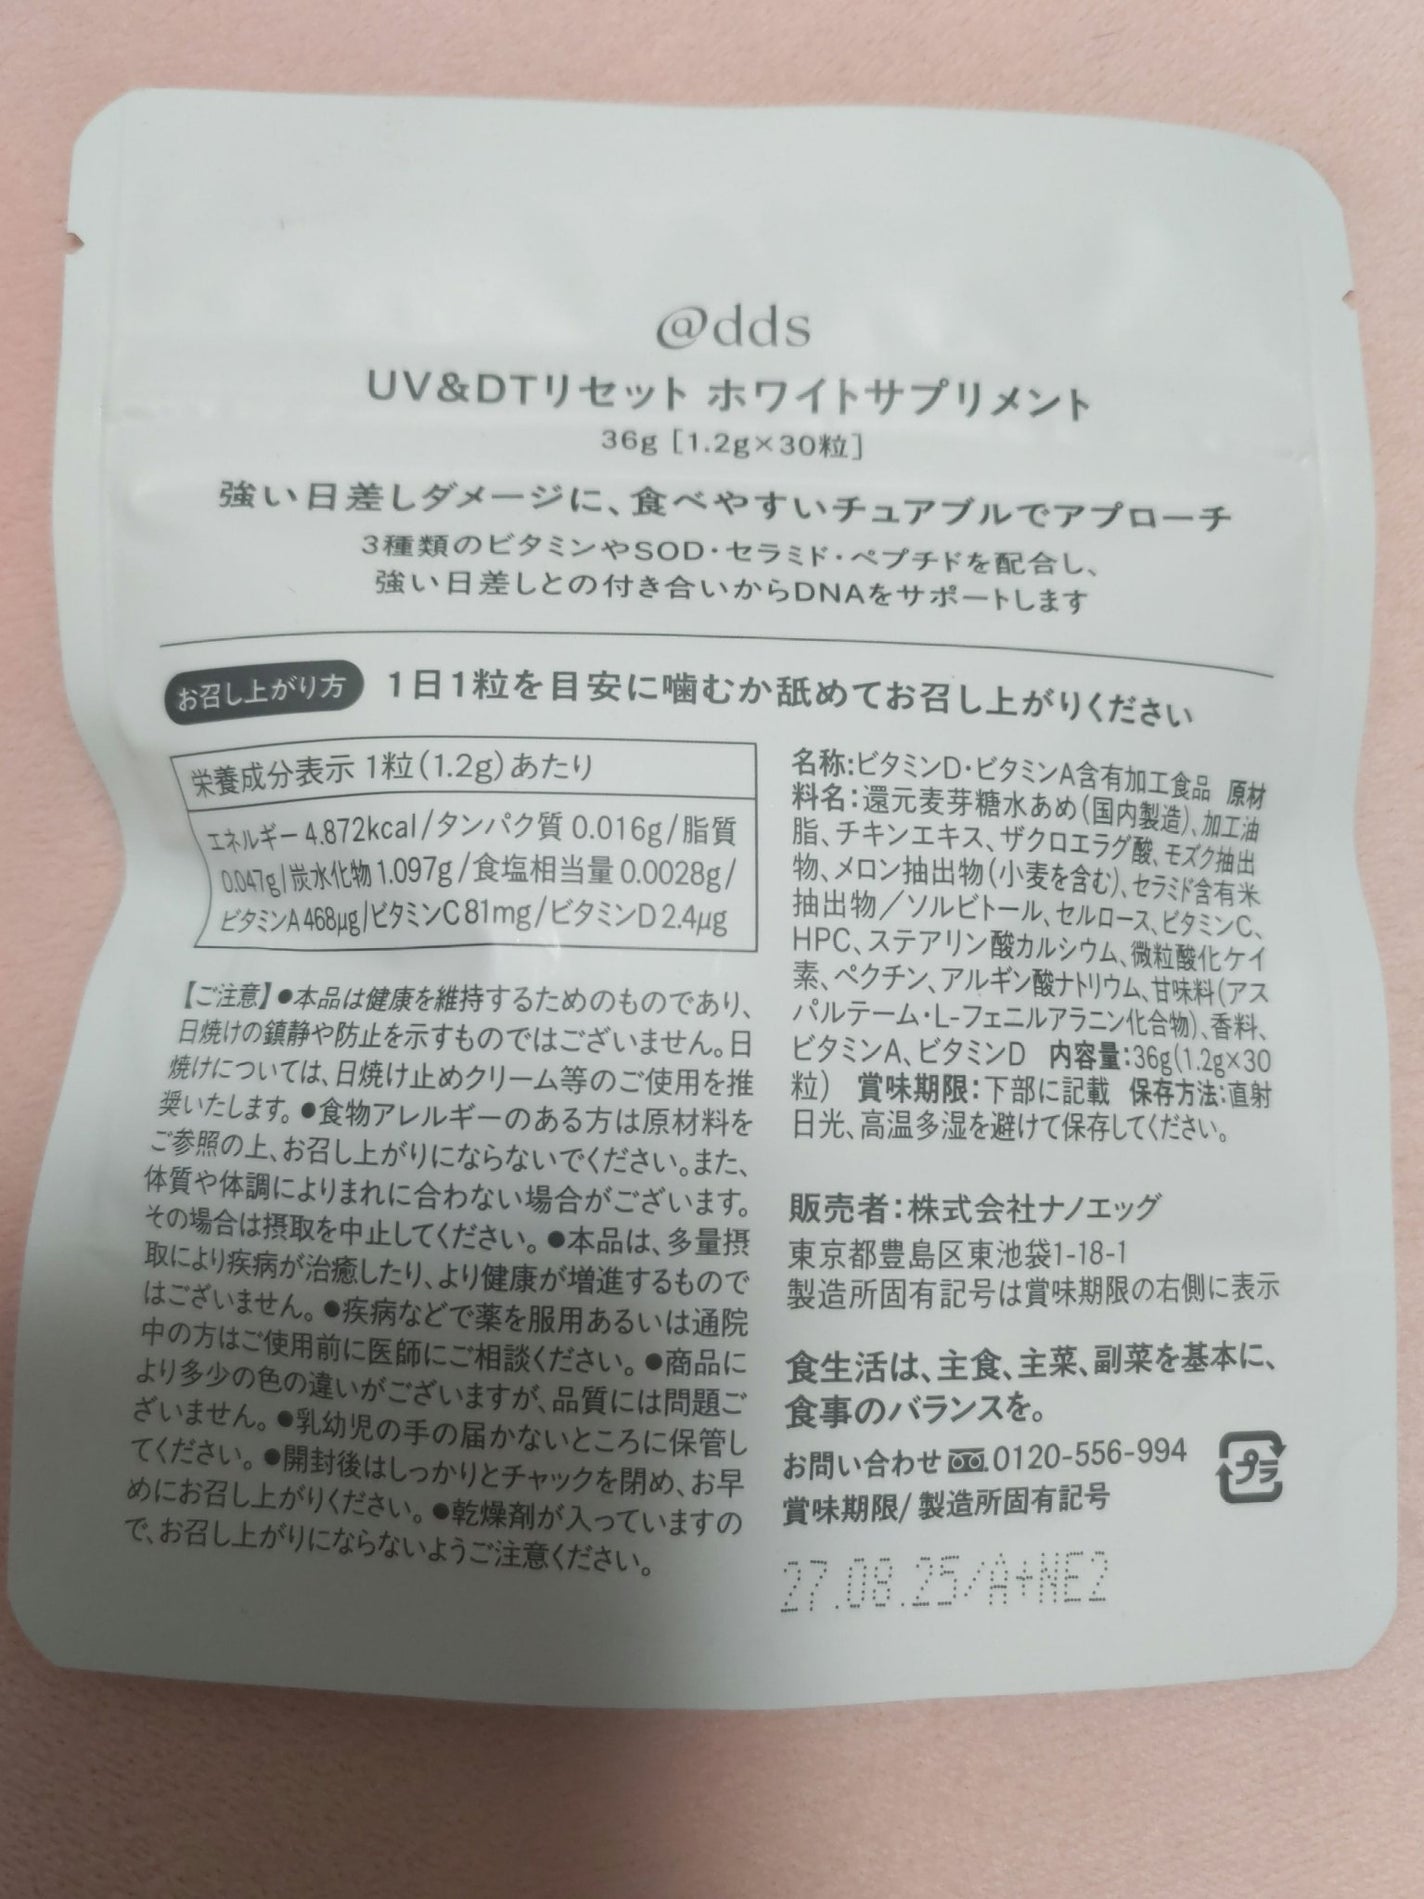 @dds
UV&DTリセット ホワイトサプリメント
36g [1.2g×30粒]
強い日差しダメージに、食べやすいチュアブルでアプローチ
3種類のビタミンやSOD・セラミド・ペプチドを配合し、
強い日差しとの付き合いからDNAをサポートします
お召し上がり方 1日1粒を目安に噛むか舐めてお召し上がりください
栄養成分表示 1粒(1.2g)あたり
エネルギー 4.872kcal/タンパク質 0.016g/脂質
0.047g/炭水化物 1.097g/食塩相当量 0.0028g/
ビタミンA 468μg/ビタミンC 81mg/ビタミンD 2.4μg
【ご注意】●本品は健康を維持するためのものであり、
日焼けの鎮静や防止を示すものではございません。日
焼けについては、日焼け止めクリーム等のご使用を推
奨いたします。●食物アレルギーのある方は原材料を
ご参照の上、お召し上がりにならないでください。また、
体質や体調によりまれに合わない場合がございます。
その場合は摂取を中止してください。●本品は、多量摂
取により疾病が治癒したり、より健康が増進するもので
はございません。●疾病などで薬を服用あるいは通院
中の方はご使用前に医師にご相談ください。●商品に
より多少の色の違いがございますが、品質には問題ご
ざいません。●乳幼児の手の届かないところに保管し
てください。●開封後はしっかりとチャックを閉め、お早
めにお召し上がりください。●乾燥剤が入っていますの
で、お召し上がりにならないようご注意ください。
名称:ビタミンD・ビタミンA含有加工食品 原材
料名:還元麦芽糖水あめ(国内製造)、加工油
脂、チキンエキス、ザクロエラグ酸、モズク抽出
物、メロン抽出物(小麦を含む)、セラミド含有米
抽出物/ソルビトール、セルロース、ビタミンC、
HPC、ステアリン酸カルシウム、微粒酸化ケイ
素、ペクチン、アルギン酸ナトリウム、甘味料(アス
パルテーム・L-フェニルアラニン化合物)、香料、
ビタミンA、ビタミンD 内容量:36g(1.2g×30
粒) 賞味期限:下部に記載 保存方法:直射
日光、高温多湿を避けて保存してください。
販売者:株式会社ナノエッグ
東京都豊島区東池袋1-18-1
製造所固有記号は賞味期限の右側に表示
食生活は、主食、主菜、副菜を基本に、
食事のバランスを。
お問い合わせ 0120-556-994
プラ
賞味期限/製造所固有記号
27.08.25/A+NE2